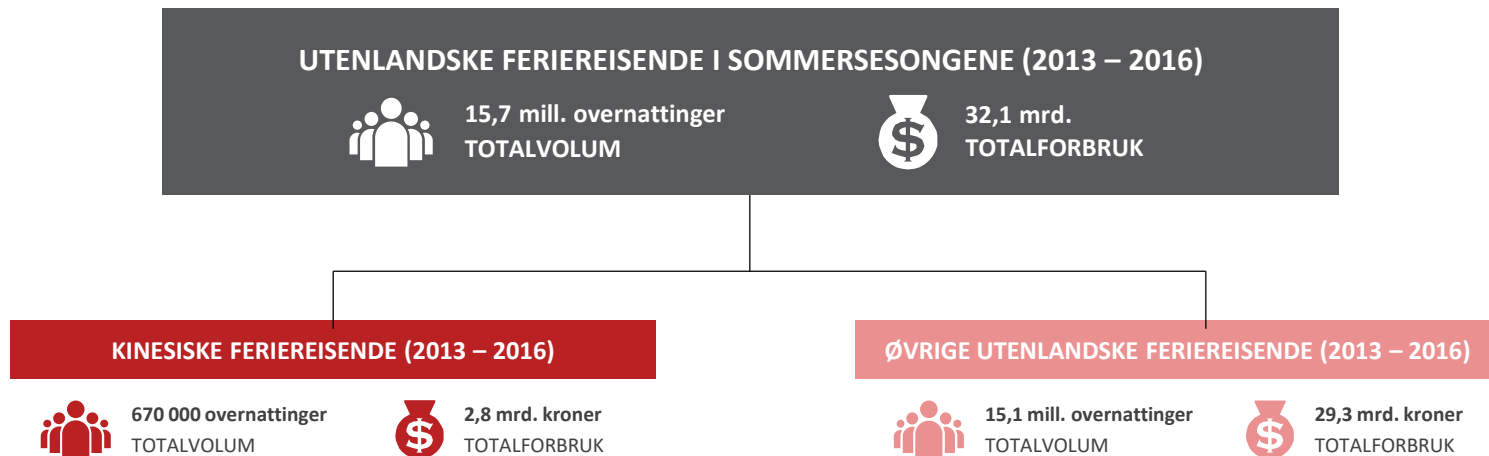 UTENLANDSKE FERIEREISENDE I SOMMERSESONGENE (2013 – 2016)
15,7 mill. overnattinger
TOTALVOLUM
32,1 mrd.
TOTALFORBRUK
KINESISKE FERIEREISENDE (2013 – 2016)
670 000 overnattinger
TOTALVOLUM
2,8 mrd. kroner
TOTALFORBRUK
ØVRIGE UTENLANDSKE FERIEREISENDE (2013 – 2016)
15,1 mill. overnattinger
TOTALVOLUM
29,3 mrd. kroner
TOTALFORBRUK